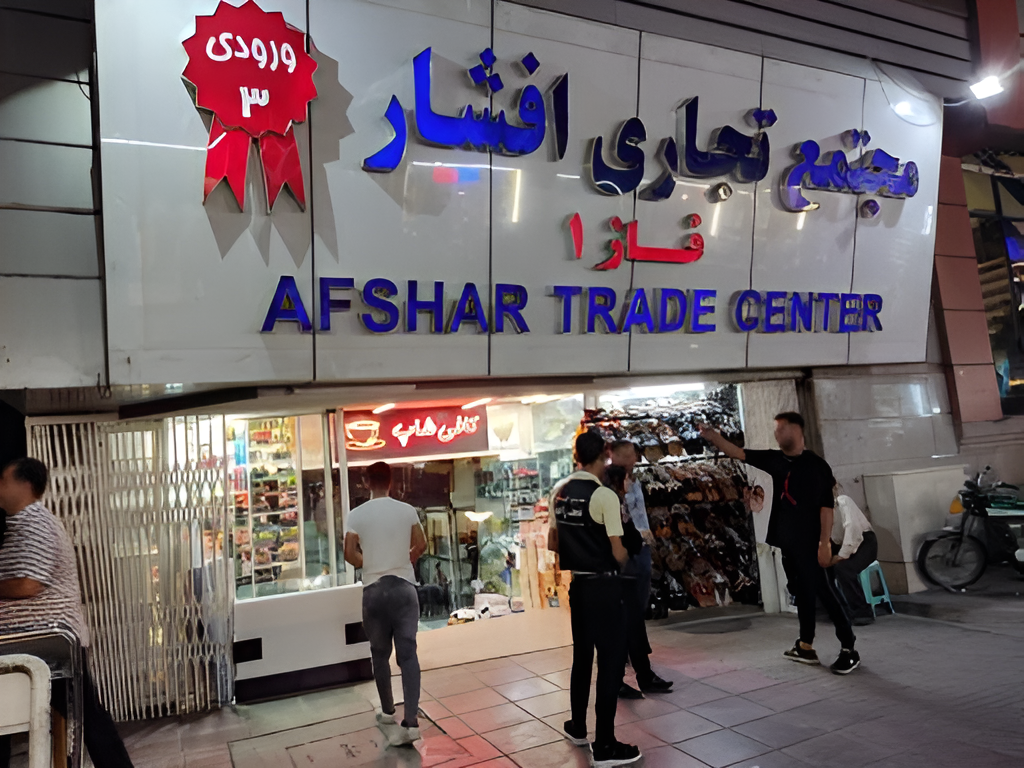 ورودی
۳
مجتمع تجاری افشار
فاز ۱
AFSHAR TRADE CENTER
کافی شاپ